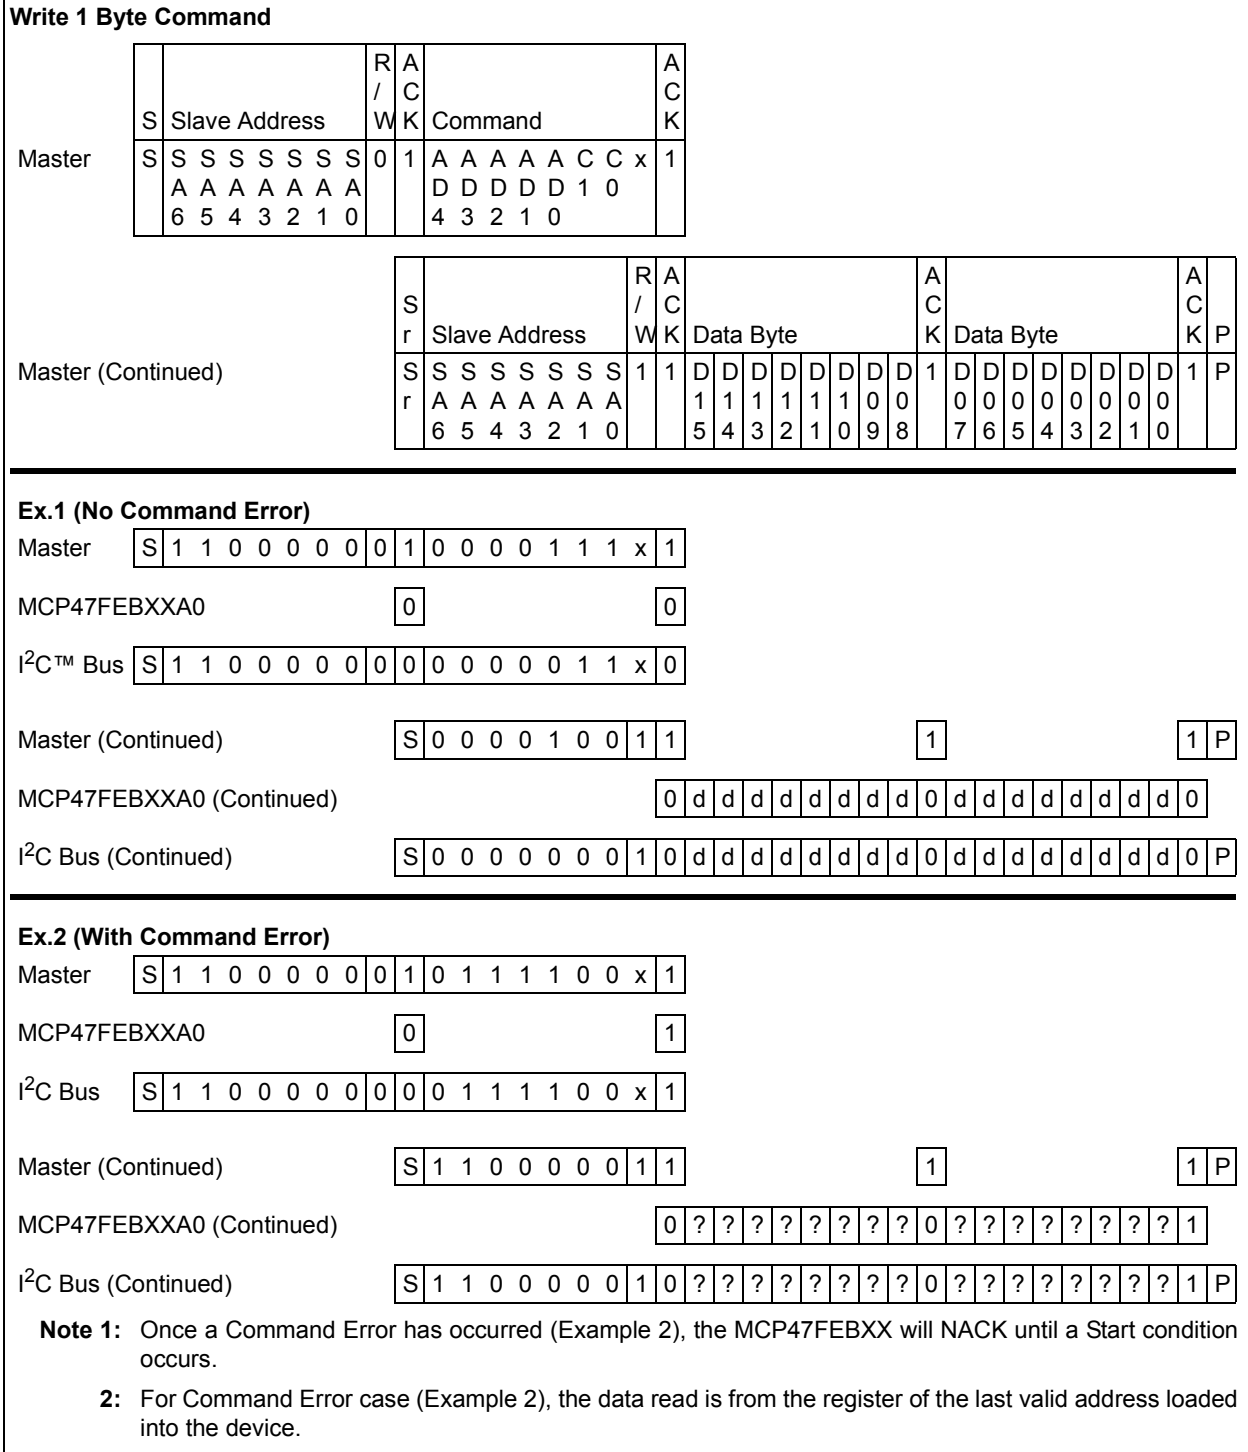 Write 1 Byte Command
R A A
/ C C
S Slave Address W K Command K
Master S S S S S S S S 0 1 A A A A A C C x 1
A A A A A A A D D D D D 1 0
6 5 4 3 2 1 0 4 3 2 1 0
R A A A
S / C C C
r Slave Address W K Data Byte K Data Byte K P
Master (Continued) S S S S S S S S 1 1 D D D D D D D D 1 D D D D D D D D 1 P
r A A A A A A A 1 1 1 1 1 1 0 0 0 0 0 0 0 0 0 0
6 5 4 3 2 1 0 5 4 3 2 1 0 9 8 7 6 5 4 3 2 1 0
Ex.1 (No Command Error)
Master S 1 1 0 0 0 0 0 0 1 0 0 0 0 1 1 1 x 1
MCP47FEBXXA0 0 0
I²C™ Bus S 1 1 0 0 0 0 0 0 0 0 0 0 0 0 1 1 x 0
Master (Continued) S 0 0 0 0 1 0 0 1 1 1 1 P
MCP47FEBXXA0 (Continued) 0 d d d d d d d d 0 d d d d d d d d 0
I²C Bus (Continued) S 0 0 0 0 0 0 0 1 0 d d d d d d d d 0 d d d d d d d d 0 P
Ex.2 (With Command Error)
Master S 1 1 0 0 0 0 0 0 1 0 1 1 1 1 0 0 x 1
MCP47FEBXXA0 0 1
I²C Bus S 1 1 0 0 0 0 0 0 0 0 1 1 1 1 0 0 x 1
Master (Continued) S 1 1 0 0 0 0 0 1 1 1 1 P
MCP47FEBXXA0 (Continued) 0 ? ? ? ? ? ? ? ? 0 ? ? ? ? ? ? ? ? 1
I²C Bus (Continued) S 1 1 0 0 0 0 0 1 0 ? ? ? ? ? ? ? ? 0 ? ? ? ? ? ? ? ? 1 P
Note 1: Once a Command Error has occurred (Example 2), the MCP47FEBXX will NACK until a Start condition
occurs.
2: For Command Error case (Example 2), the data read is from the register of the last valid address loaded
into the device.